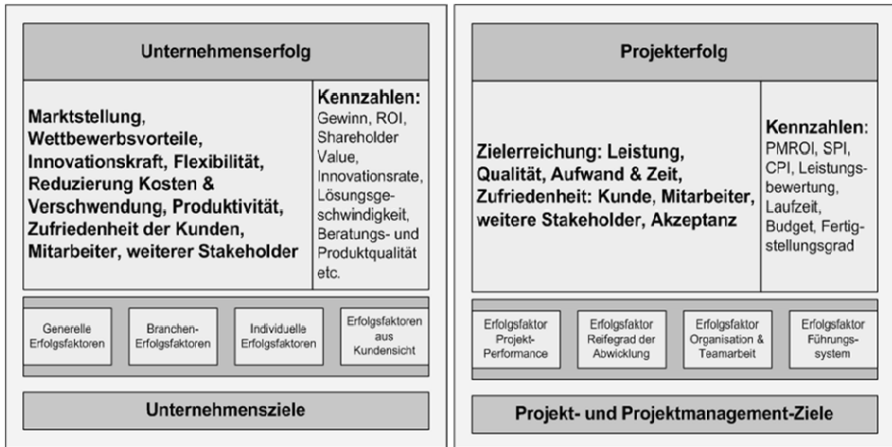 Unternehmenserfolg
Marktstellung,
Wettbewerbsvorteile,
Innovationskraft, Flexibilität,
Reduzierung Kosten &
Verschwendung, Produktivität,
Zufriedenheit der Kunden,
Mitarbeiter, weiterer Stakeholder
Kennzahlen:
Gewinn, ROI,
Shareholder
Value,
Innovationsrate,
Lösungsge-
schwindigkeit,
Beratungs- und
Produktqualität
etc.
Generelle
Erfolgsfaktoren
Branchen-
Erfolgsfaktoren
Individuelle
Erfolgsfaktoren
Erfolgsfaktoren
aus
Kundensicht
Unternehmensziele
Projekterfolg
Zielerreichung: Leistung,
Qualität, Aufwand & Zeit,
Zufriedenheit: Kunde, Mitarbeiter,
weitere Stakeholder, Akzeptanz
Kennzahlen:
PMROI, SPI,
CPI, Leistungs-
bewertung,
Laufzeit,
Budget, Fertig-
stellungsgrad
Erfolgsfaktor
Projekt-
Performance
Erfolgsfaktor
Reifegrad der
Abwicklung
Erfolgsfaktor
Organisation &
Teamarbeit
Erfolgsfaktor
Führungs-
system
Projekt- und Projektmanagement-Ziele